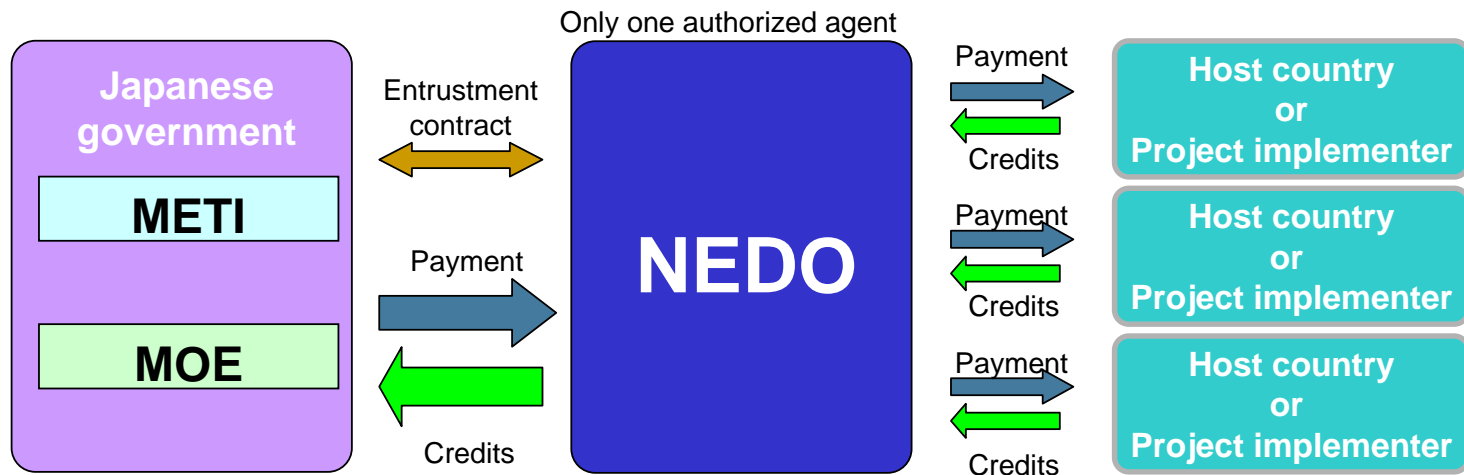 Only one authorized agent
Japanese
government
METI
MOE
Entrustment
contract
Payment
Credits
NEDO
Payment
Credits
Host country
or
Project implementer
Payment
Credits
Host country
or
Project implementer
Payment
Credits
Host country
or
Project implementer